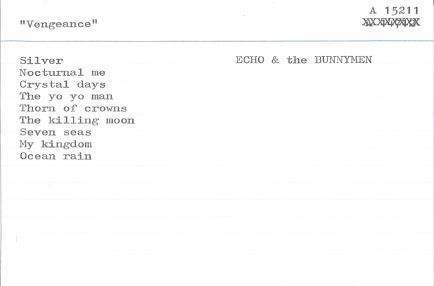 A 15211
"Vengeance"
Silver
ECHO & the BUNNYMEN
Nocturnal me
Crystal days
The yo yo man
Thorn of crowns
The killing moon
Seven seas
My kingdom
Ocean rain